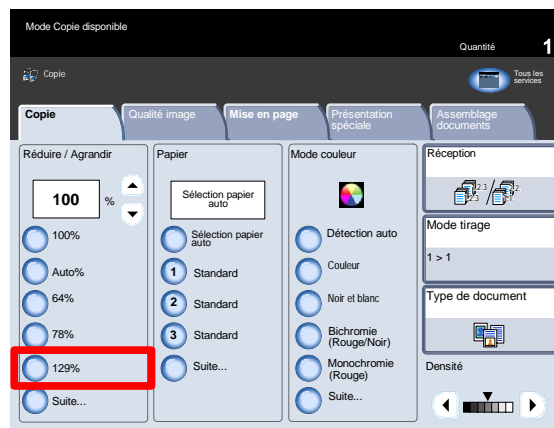 Mode Copie disponible
Quantité 1
Copie
Tous les
services
Copie
Qualité image
Mise en page
Présentation
spéciale
Assemblage
documents
Réduire / Agrandir
100 %
100%
Auto%
64%
78%
129%
Suite...
Papier
Sélection papier
auto
Sélection papier
auto
1 Standard
2 Standard
3 Standard
Suite...
Mode couleur
Détection auto
Couleur
Noir et blanc
Bichromie
(Rouge/Noir)
Monochromie
(Rouge)
Suite...
Réception
Mode tirage
1 > 1
Type de document
Densité